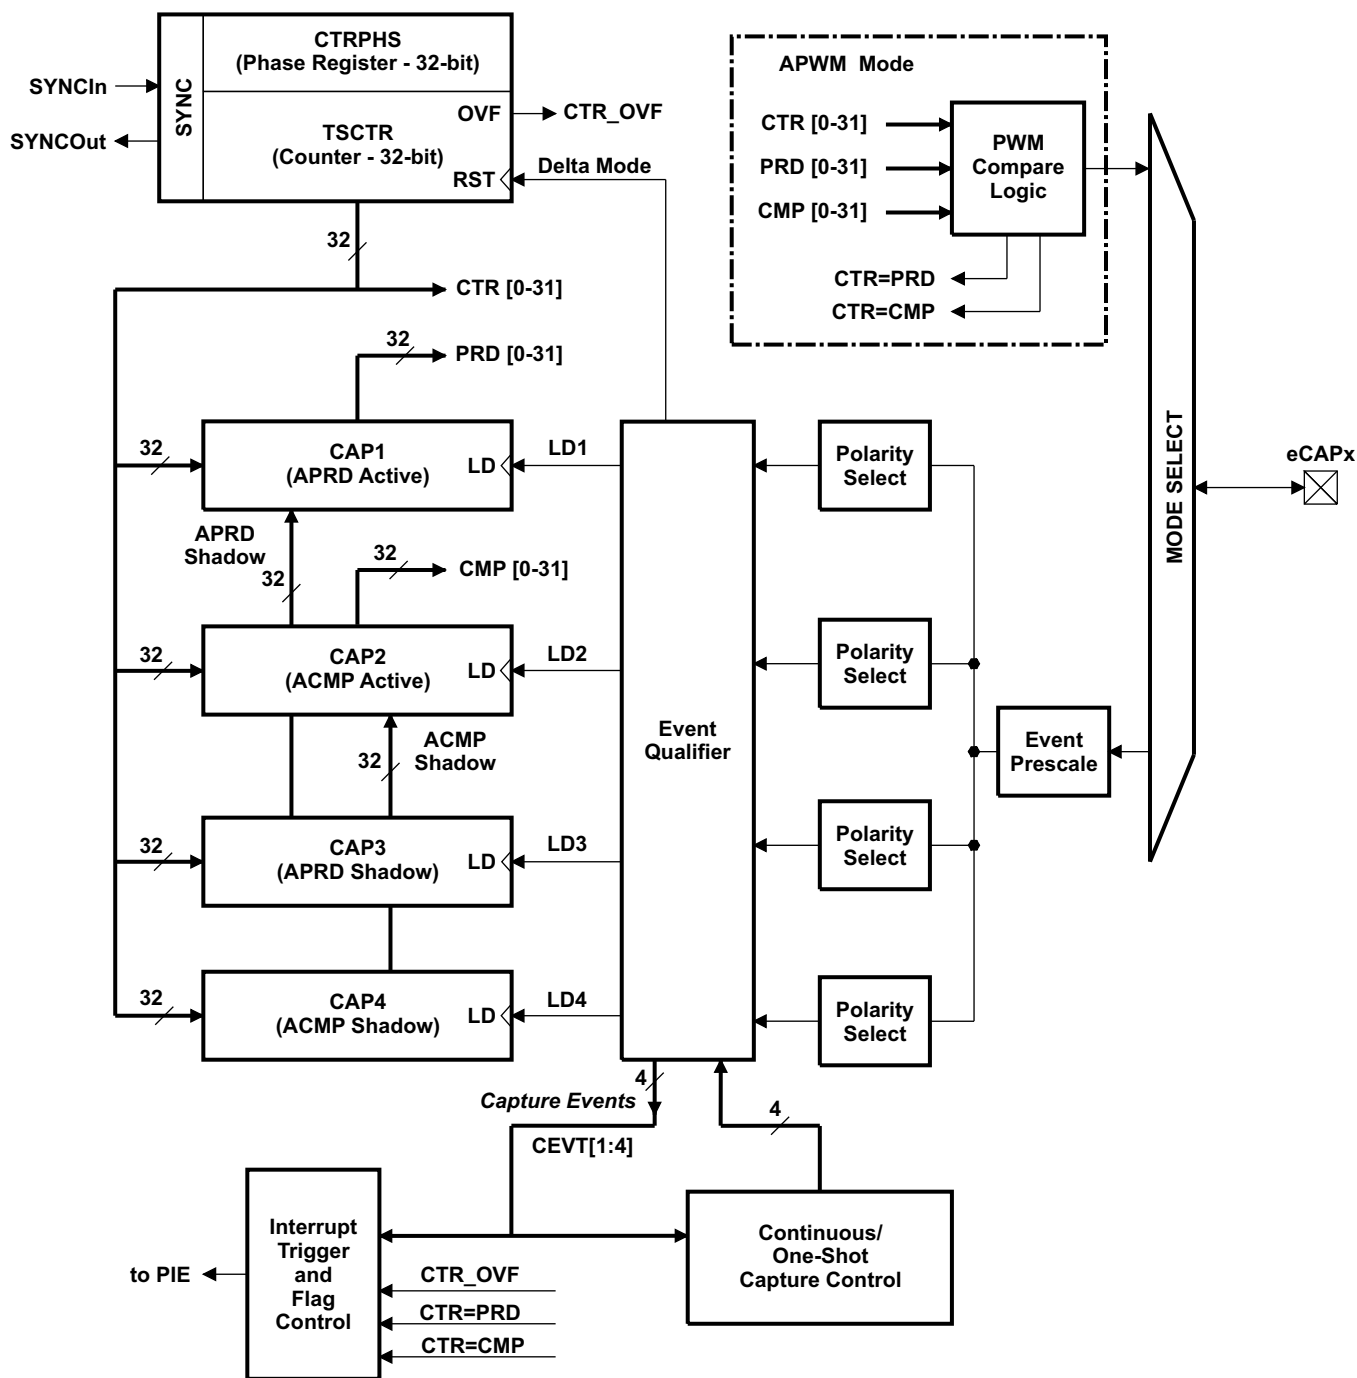 CTRPHS
(Phase Register - 32-bit)
SYNC
SYNCIn
SYNCOut
OVF
CTR_OVF
TSCTR
(Counter - 32-bit)
RST
Delta Mode
32
CTR [0-31]
APWM Mode
CTR [0-31]
PRD [0-31]
CMP [0-31]
PWM
Compare
Logic
CTR=PRD
CTR=CMP
32
PRD [0-31]
32
CAP1
(APRD Active)
LD
LD1
Polarity
Select
MODE SELECT
eCAPx
APRD
Shadow
32
32
CMP [0-31]
32
CAP2
(ACMP Active)
LD
LD2
Polarity
Select
Event
Qualifier
Event
Prescale
ACMP
Shadow
32
32
CAP3
(APRD Shadow)
LD
LD3
Polarity
Select
32
CAP4
(ACMP Shadow)
LD
LD4
Polarity
Select
4
Capture Events
CEVT[1:4]
4
Interrupt
Trigger
and
Flag
Control
to PIE
CTR_OVF
CTR=PRD
CTR=CMP
Continuous/
One-Shot
Capture Control